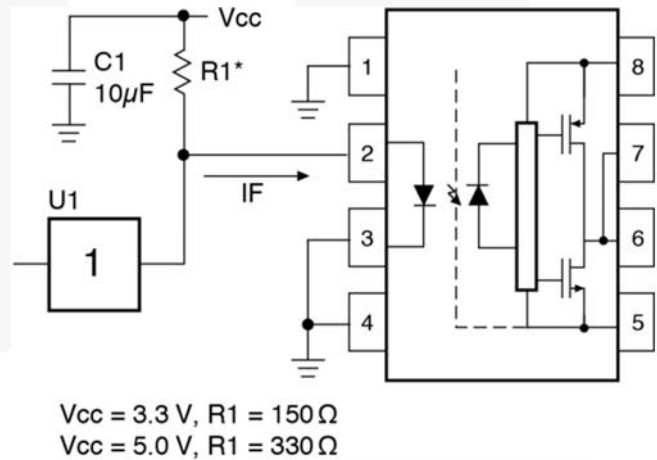 Vcc
C1
10µF
R1*
IF
U1
1
1
2
3
4
8
7
6
5
Vcc = 3.3 V, R1 = 150 Ω
Vcc = 5.0 V, R1 = 330 Ω